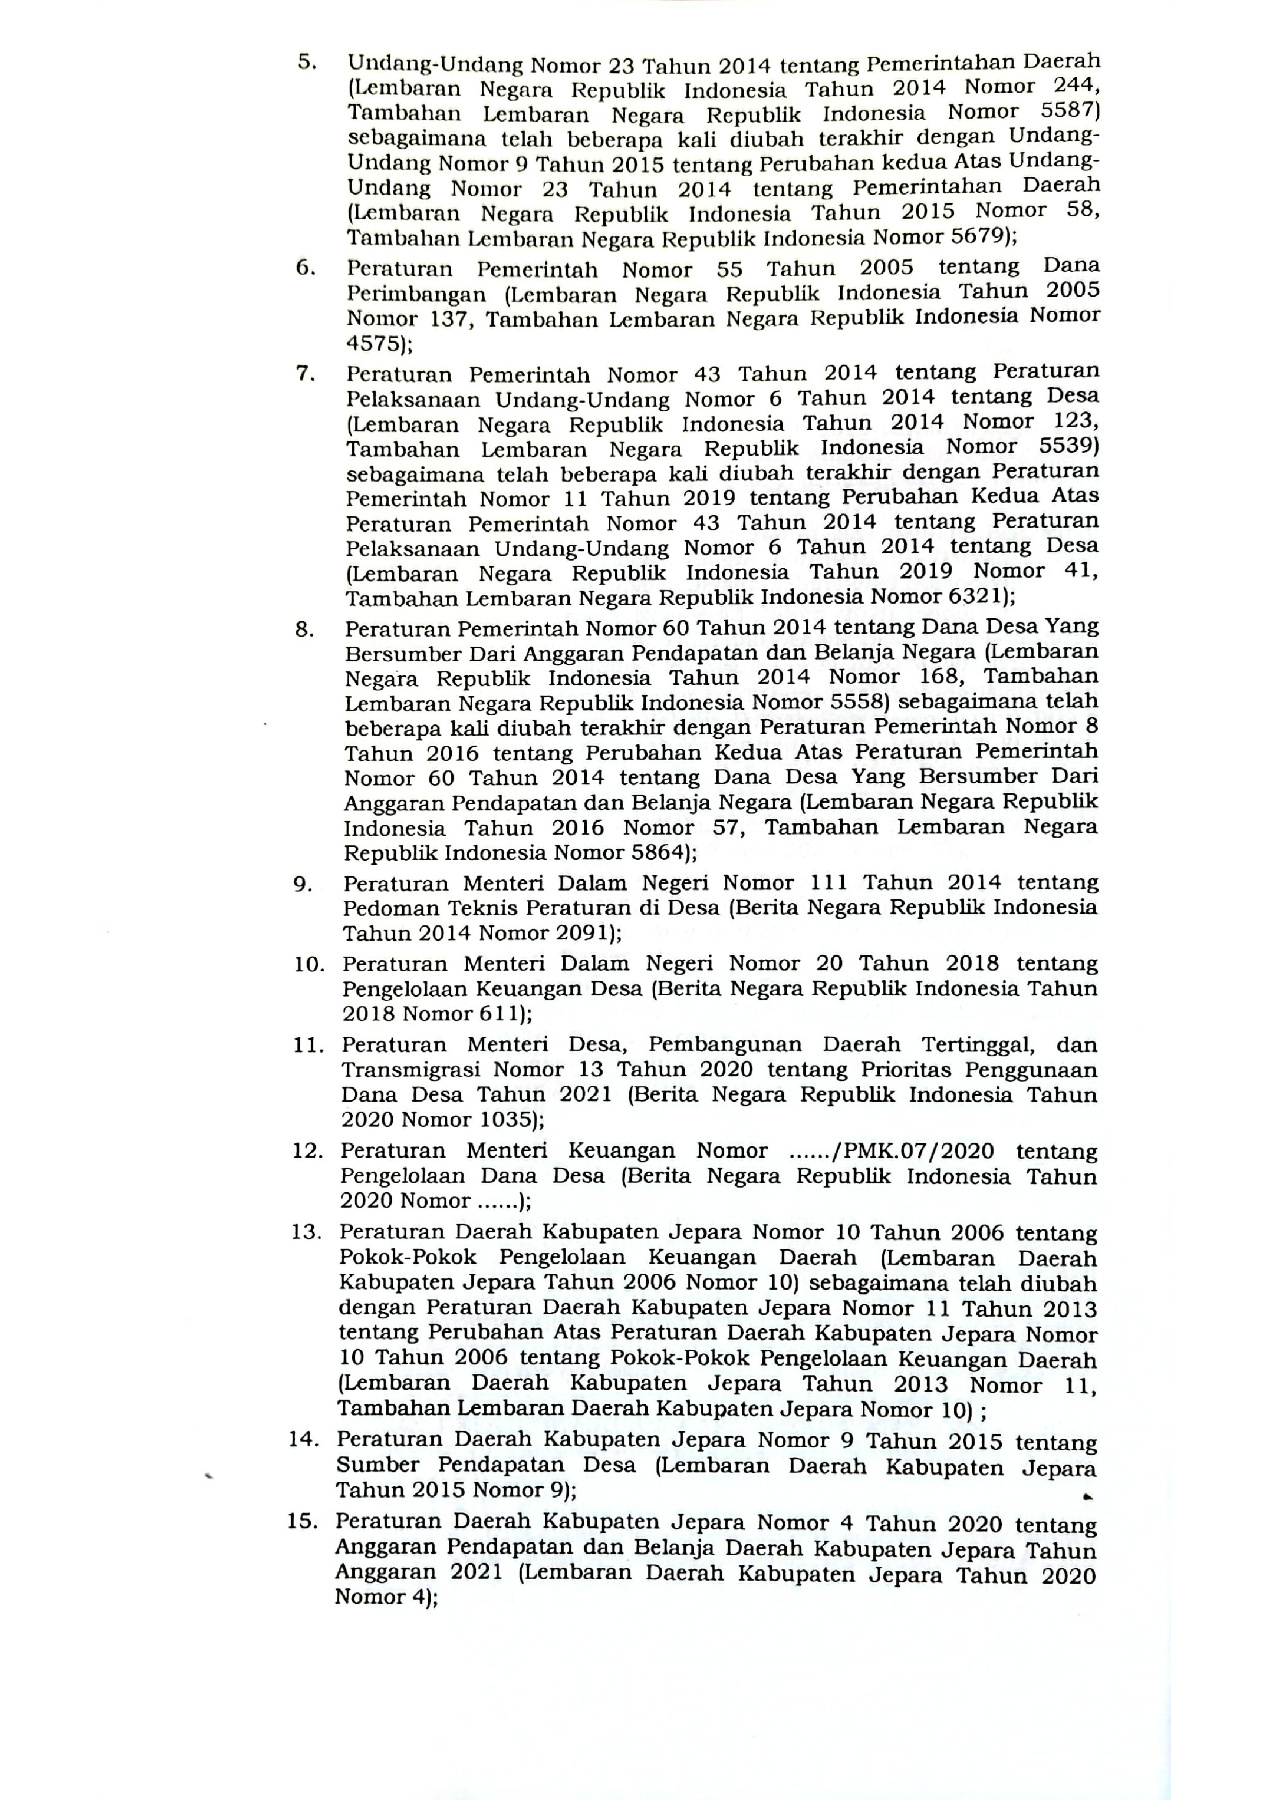 5. Undang-Undang Nomor 23 Tahun 2014 tentang Pemerintahan Daerah
(Lembaran Negara Republik Indonesia Tahun 2014 Nomor 244,
Tambahan Lembaran Negara Republik Indonesia Nomor 5587)
sebagaimana telah beberapa kali diubah terakhir dengan Undang-
Undang Nomor 9 Tahun 2015 tentang Perubahan kedua Atas Undang-
Undang Nomor 23 Tahun 2014 tentang Pemerintahan Daerah
(Lembaran Negara Republik Indonesia Tahun 2015 Nomor 58,
Tambahan Lembaran Negara Republik Indonesia Nomor 5679);
6. Peraturan Pemerintah Nomor 55 Tahun 2005 tentang Dana
Perimbangan (Lembaran Negara Republik Indonesia Tahun 2005
Nomor 137, Tambahan Lembaran Negara Republik Indonesia Nomor
4575);
7. Peraturan Pemerintah Nomor 43 Tahun 2014 tentang Peraturan
Pelaksanaan Undang-Undang Nomor 6 Tahun 2014 tentang Desa
(Lembaran Negara Republik Indonesia Tahun 2014 Nomor 123,
Tambahan Lembaran Negara Republik Indonesia Nomor 5539)
sebagaimana telah beberapa kali diubah terakhir dengan Peraturan
Pemerintah Nomor 11 Tahun 2019 tentang Perubahan Kedua Atas
Peraturan Pemerintah Nomor 43 Tahun 2014 tentang Peraturan
Pelaksanaan Undang-Undang Nomor 6 Tahun 2014 tentang Desa
(Lembaran Negara Republik Indonesia Tahun 2019 Nomor 41,
Tambahan Lembaran Negara Republik Indonesia Nomor 6321);
8. Peraturan Pemerintah Nomor 60 Tahun 2014 tentang Dana Desa Yang
Bersumber Dari Anggaran Pendapatan dan Belanja Negara (Lembaran
Negara Republik Indonesia Tahun 2014 Nomor 168, Tambahan
Lembaran Negara Republik Indonesia Nomor 5558) sebagaimana telah
beberapa kali diubah terakhir dengan Peraturan Pemerintah Nomor 8
Tahun 2016 tentang Perubahan Kedua Atas Peraturan Pemerintah
Nomor 60 Tahun 2014 tentang Dana Desa Yang Bersumber Dari
Anggaran Pendapatan dan Belanja Negara (Lembaran Negara Republik
Indonesia Tahun 2016 Nomor 57, Tambahan Lembaran Negara
Republik Indonesia Nomor 5864);
9. Peraturan Menteri Dalam Negeri Nomor 111 Tahun 2014 tentang
Pedoman Teknis Peraturan di Desa (Berita Negara Republik Indonesia
Tahun 2014 Nomor 2091);
10. Peraturan Menteri Dalam Negeri Nomor 20 Tahun 2018 tentang
Pengelolaan Keuangan Desa (Berita Negara Republik Indonesia Tahun
2018 Nomor 611);
11. Peraturan Menteri Desa, Pembangunan Daerah Tertinggal, dan
Transmigrasi Nomor 13 Tahun 2020 tentang Prioritas Penggunaan
Dana Desa Tahun 2021 (Berita Negara Republik Indonesia Tahun
2020 Nomor 1035);
12. Peraturan Menteri Keuangan Nomor ....../PMK.07/2020 tentang
Pengelolaan Dana Desa (Berita Negara Republik Indonesia Tahun
2020 Nomor ......);
13. Peraturan Daerah Kabupaten Jepara Nomor 10 Tahun 2006 tentang
Pokok-Pokok Pengelolaan Keuangan Daerah (Lembaran Daerah
Kabupaten Jepara Tahun 2006 Nomor 10) sebagaimana telah diubah
dengan Peraturan Daerah Kabupaten Jepara Nomor 11 Tahun 2013
tentang Perubahan Atas Peraturan Daerah Kabupaten Jepara Nomor
10 Tahun 2006 tentang Pokok-Pokok Pengelolaan Keuangan Daerah
(Lembaran Daerah Kabupaten Jepara Tahun 2013 Nomor 11,
Tambahan Lembaran Daerah Kabupaten Jepara Nomor 10) ;
14. Peraturan Daerah Kabupaten Jepara Nomor 9 Tahun 2015 tentang
Sumber Pendapatan Desa (Lembaran Daerah Kabupaten Jepara
Tahun 2015 Nomor 9);
15. Peraturan Daerah Kabupaten Jepara Nomor 4 Tahun 2020 tentang
Anggaran Pendapatan dan Belanja Daerah Kabupaten Jepara Tahun
Anggaran 2021 (Lembaran Daerah Kabupaten Jepara Tahun 2020
Nomor 4);